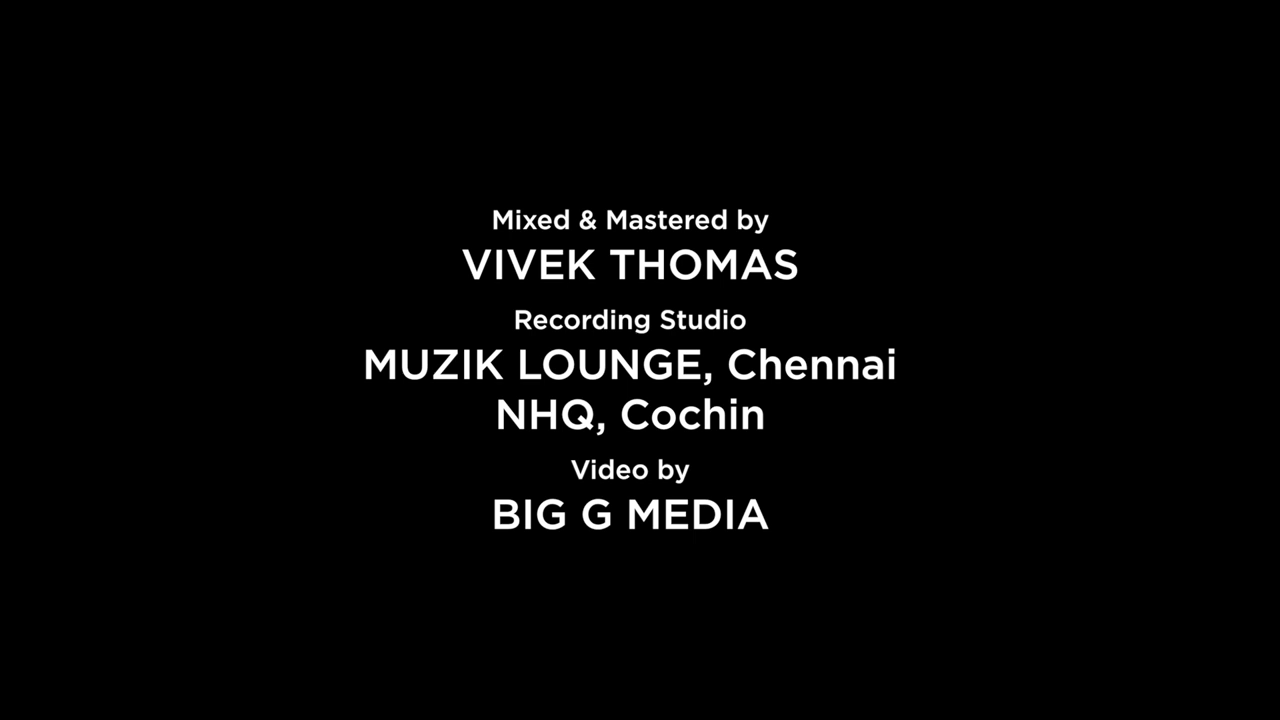 Mixed & Mastered by
VIVEK THOMAS
Recording Studio
MUZIK LOUNGE, Chennai
NHQ, Cochin
Video by
BIG G MEDIA